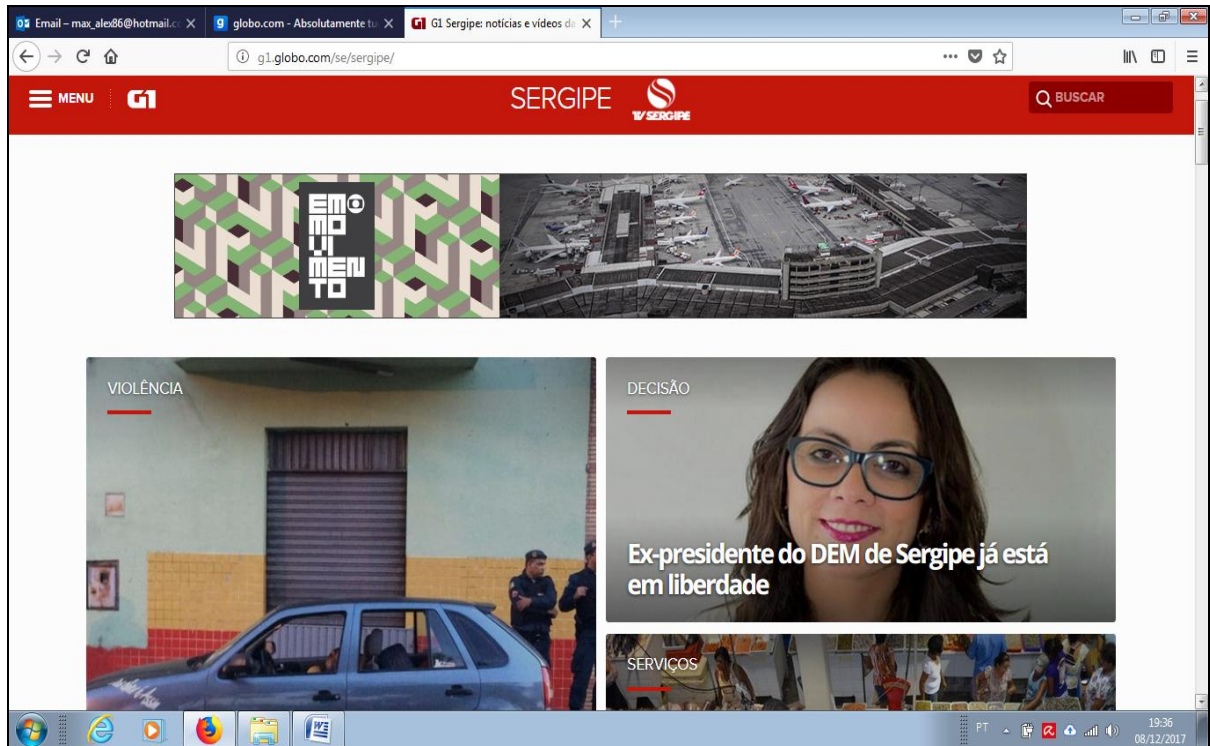 Email – max_alex86@hotmail.cc
globo.com - Absolutamente tu
G1 Sergipe: notícias e vídeos da
g1.globo.com/se/sergipe/
MENU
G1
SERGIPE
TV SERGIPE
BUSCAR
EM
MO
VI
MEN
TO
VIOLÊNCIA
DECISÃO
Ex-presidente do DEM de Sergipe já está
em liberdade
SERVIÇOS
PT
19:36
08/12/2017